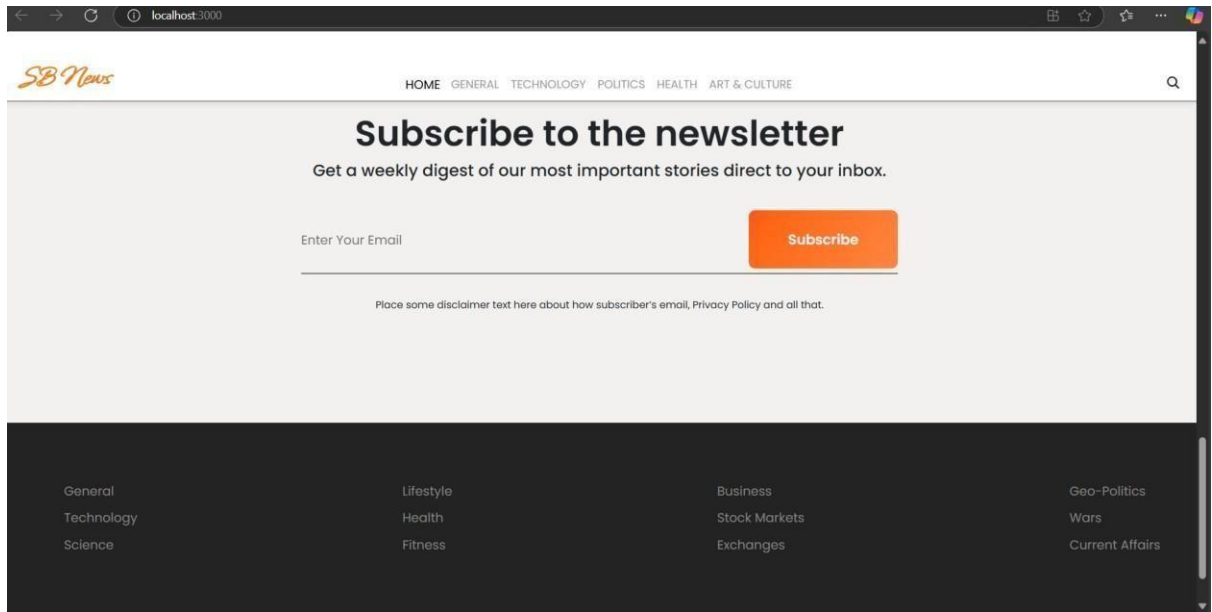 localhost:3000
SB News
HOME GENERAL TECHNOLOGY POLITICS HEALTH ART & CULTURE
Subscribe to the newsletter
Get a weekly digest of our most important stories direct to your inbox.
Enter Your Email
Subscribe
Place some disclaimer text here about how subscriber's email, Privacy Policy and all that.
General Lifestyle Business Geo-Politics
Technology Health Stock Markets Wars
Science Fitness Exchanges Current Affairs